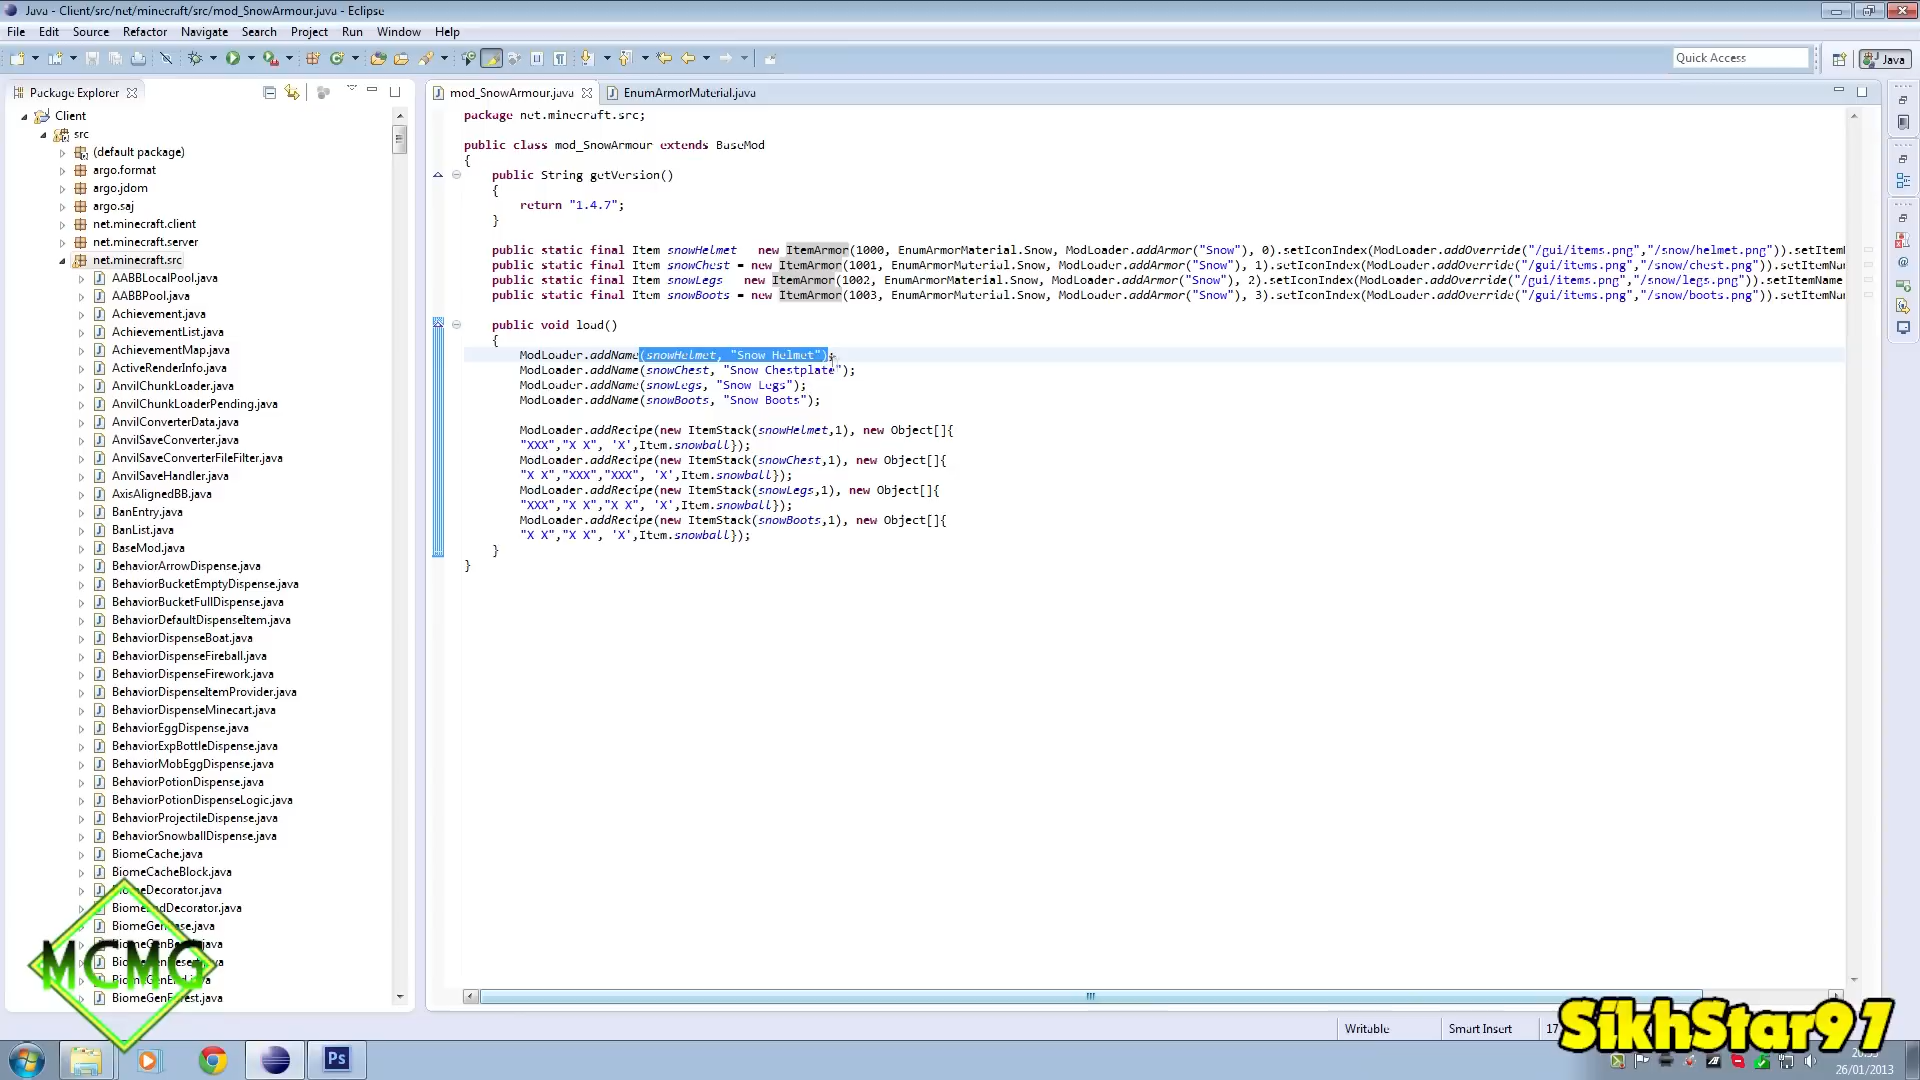 Java - Client/src/net/minecraft/src/mod_SnowArmour.java - Eclipse
File Edit Source Refactor Navigate Search Project Run Window Help
Quick Access
Java
Package Explorer
mod_SnowArmour.java
EnumArmorMaterial.java
Client
src
(default package)
argo.format
argo.jdom
argo.saj
net.minecraft.client
net.minecraft.server
net.minecraft.src
AABBLocalPool.java
AABBPool.java
Achievement.java
AchievementList.java
AchievementMap.java
ActiveRenderInfo.java
AnvilChunkLoader.java
AnvilChunkLoaderPending.java
AnvilConverterData.java
AnvilSaveConverter.java
AnvilSaveConverterFileFilter.java
AnvilSaveHandler.java
AxisAlignedBB.java
BanEntry.java
BanList.java
BaseMod.java
BehaviorArrowDispense.java
BehaviorBucketEmptyDispense.java
BehaviorBucketFullDispense.java
BehaviorDefaultDispenseItem.java
BehaviorDispenseBoat.java
BehaviorDispenseFireball.java
BehaviorDispenseFirework.java
BehaviorDispenseItemProvider.java
BehaviorDispenseMinecart.java
BehaviorEggDispense.java
BehaviorExpBottleDispense.java
BehaviorMobEggDispense.java
BehaviorPotionDispense.java
BehaviorPotionDispenseLogic.java
BehaviorProjectileDispense.java
BehaviorSnowballDispense.java
BiomeCache.java
BiomeCacheBlock.java
BiomeDecorator.java
package net.minecraft.src;
public class mod_SnowArmour extends BaseMod
{
public String getVersion()
{
return "1.4.7";
}
public static final Item snowHelmet = new ItemArmor(1000, EnumArmorMaterial.Snow, ModLoader.addArmor("Snow"), 0).setIconIndex(ModLoader.addOverride("/gui/items.png","/snow/helmet.png")).setItemN
public static final Item snowChest = new ItemArmor(1001, EnumArmorMaterial.Snow, ModLoader.addArmor("Snow"), 1).setIconIndex(ModLoader.addOverride("/gui/items.png","/snow/chest.png")).setItemNam
public static final Item snowLegs = new ItemArmor(1002, EnumArmorMaterial.Snow, ModLoader.addArmor("Snow"), 2).setIconIndex(ModLoader.addOverride("/gui/items.png","/snow/legs.png")).setItemName
public static final Item snowBoots = new ItemArmor(1003, EnumArmorMaterial.Snow, ModLoader.addArmor("Snow"), 3).setIconIndex(ModLoader.addOverride("/gui/items.png","/snow/boots.png")).setItemNam
public void load()
{
ModLoader.addName(snowHelmet, "Snow Helmet");
ModLoader.addName(snowChest, "Snow Chestplate");
ModLoader.addName(snowLegs, "Snow Legs");
ModLoader.addName(snowBoots, "Snow Boots");
ModLoader.addRecipe(new ItemStack(snowHelmet,1), new Object[]{
"XXX","X X", 'X',Item.snowball});
ModLoader.addRecipe(new ItemStack(snowChest,1), new Object[]{
"X X","XXX","XXX", 'X',Item.snowball});
ModLoader.addRecipe(new ItemStack(snowLegs,1), new Object[]{
"XXX","X X","X X", 'X',Item.snowball});
ModLoader.addRecipe(new ItemStack(snowBoots,1), new Object[]{
"X X","X X", 'X',Item.snowball});
}
}
MCMG
Writable
Smart Insert
SikhStar97
Ps
26/01/2013